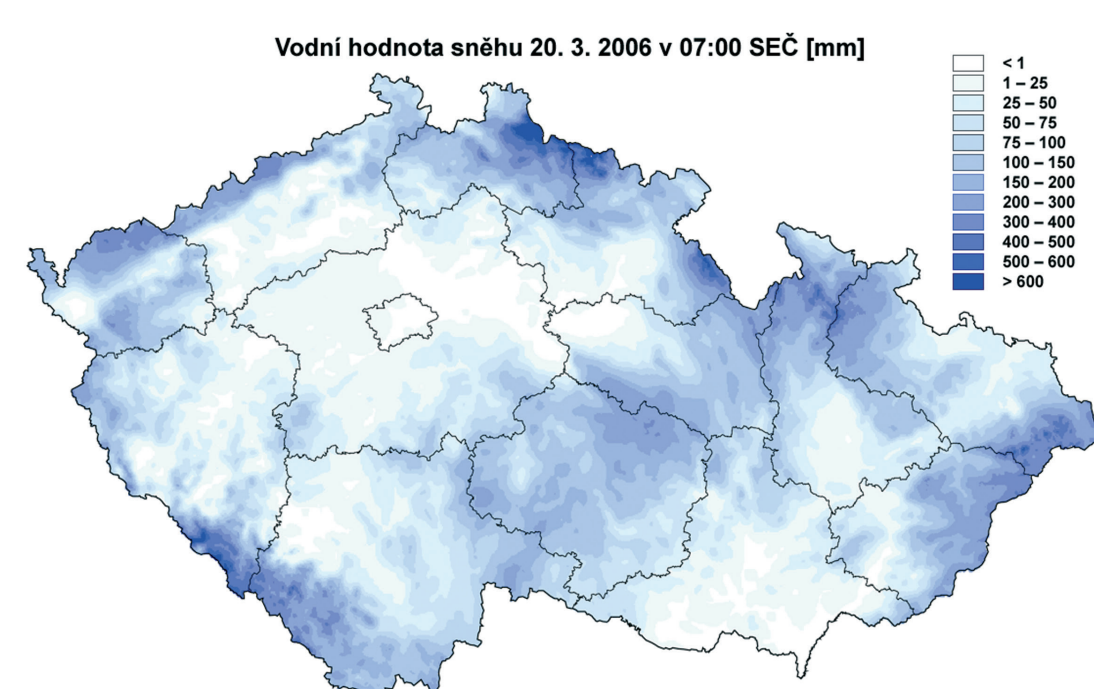 Vodní hodnota sněhu 20. 3. 2006 v 07:00 SEČ [mm]
< 1
1 – 25
25 – 50
50 – 75
75 – 100
100 – 150
150 – 200
200 – 300
300 – 400
400 – 500
500 – 600
> 600